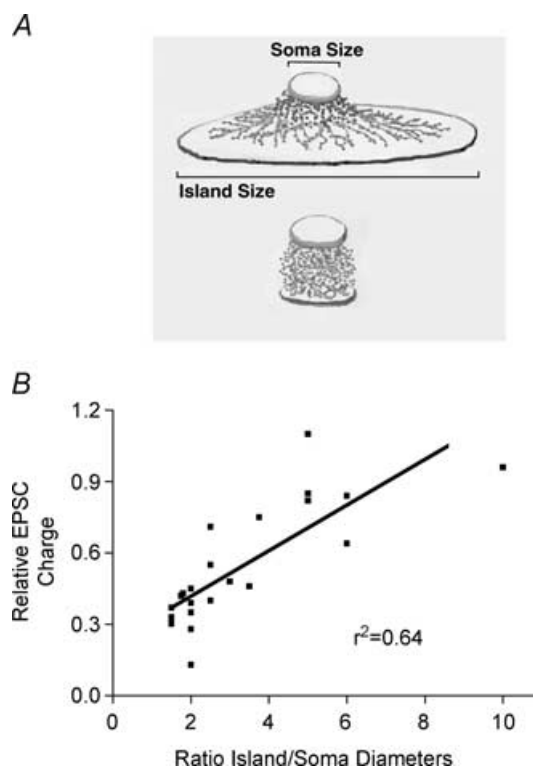 A
Soma Size
Island Size
B
1.2
0.9
0.6
0.3
0.0
Relative EPSC
Charge
r²=0.64
0 2 4 6 8 10
Ratio Island/Soma Diameters